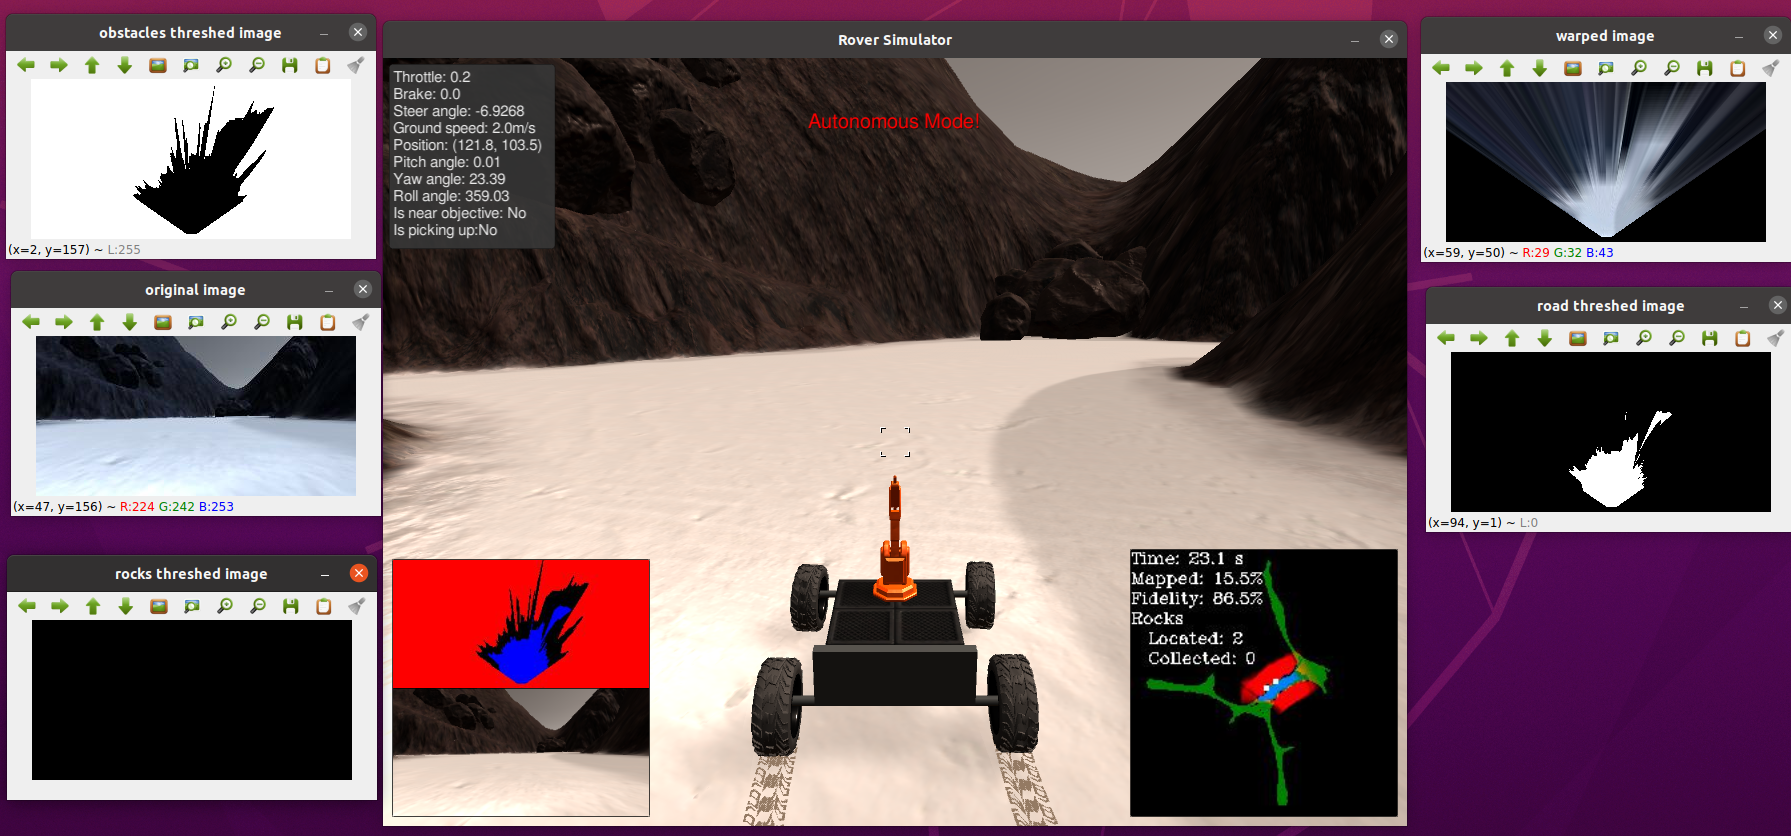 obstacles threshed image
(x=2, y=157) ~ L:255
original image
(x=47, y=156) ~ R:224 G:242 B:253
rocks threshed image
Rover Simulator
Throttle: 0.2
Brake: 0.0
Steer angle: -6.9268
Ground speed: 2.0m/s
Position: (121.8, 103.5)
Pitch angle: 0.01
Yaw angle: 23.39
Roll angle: 359.03
Is near objective: No
Is picking up:No
Autonomous Mode!
Time: 23.1 s
Mapped: 15.5%
Fidelity: 86.5%
Rocks
Located: 2
Collected: 0
warped image
(x=59, y=50) ~ R:29 G:32 B:43
road threshed image
(x=94, y=1) ~ L:0